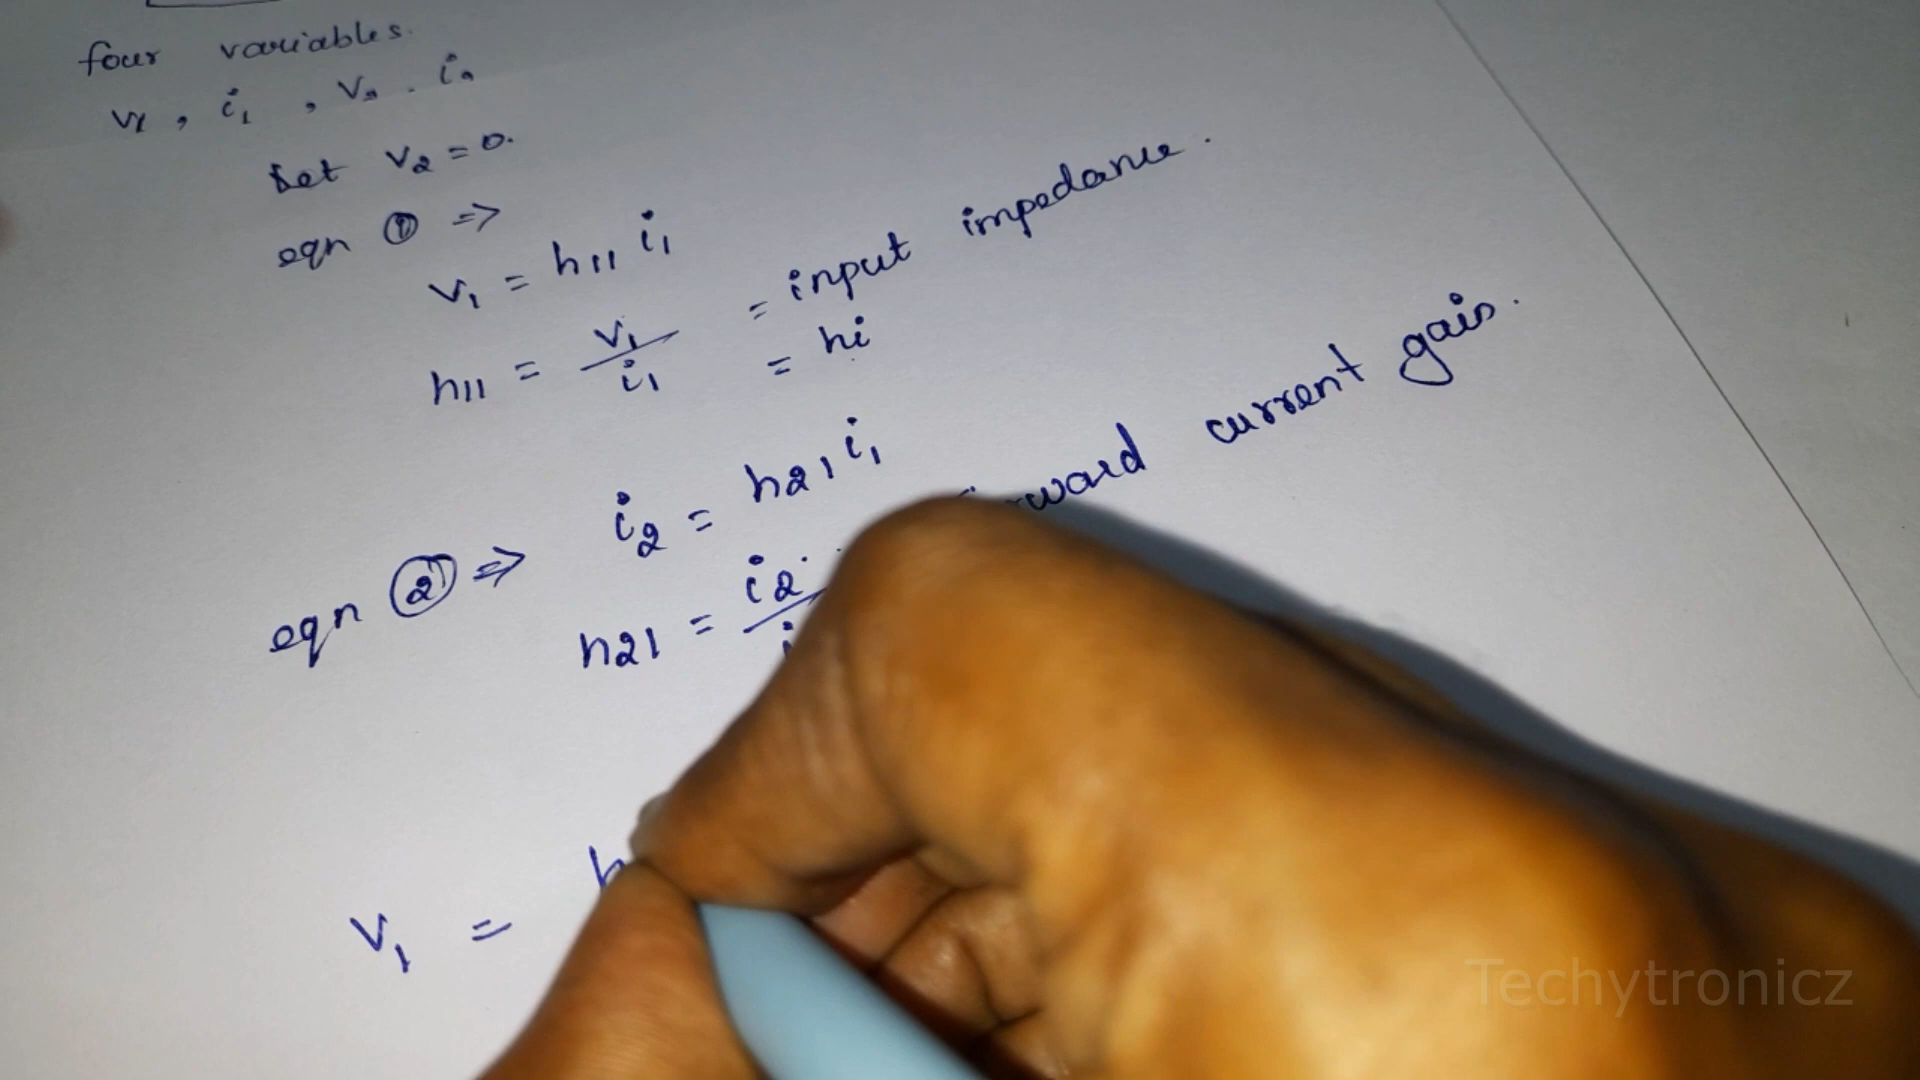 four variables.
v1 , i1 , v2 . i2
Set v2 = 0.
eqn ① =>
v1 = h11 i1
h11 = v1/i1 = input impedance.
= hi
eqn ② => i2 = h21 i1
h21 = i2/i current gain.
v1 = h
Techytronicz